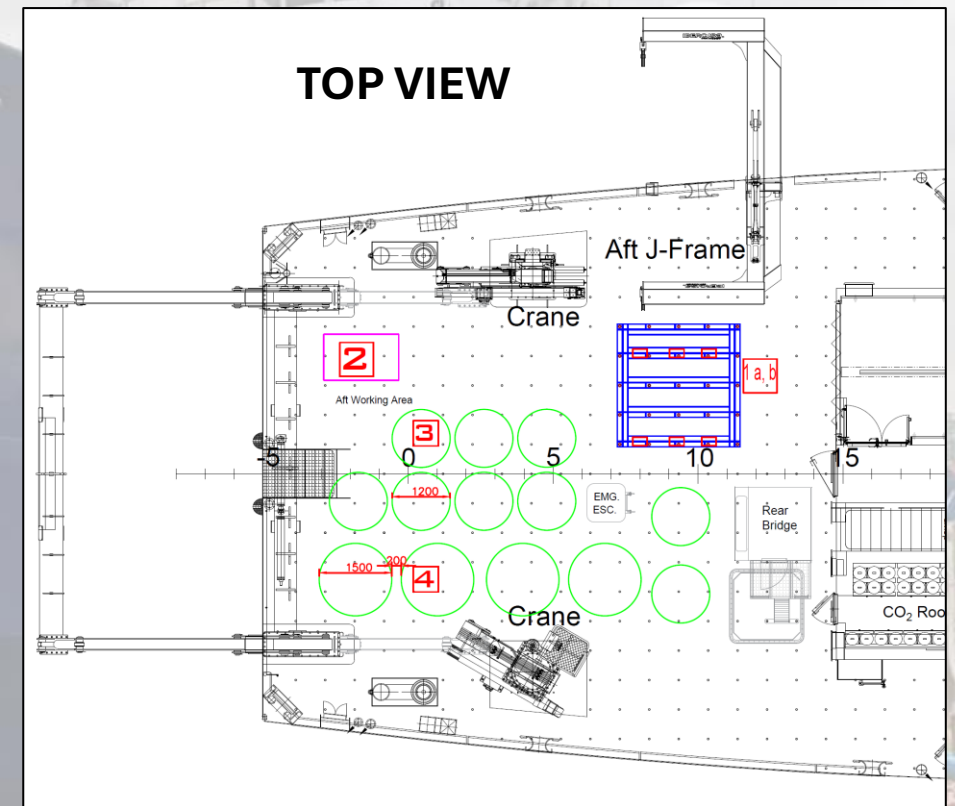 TOP VIEW
Aft J-Frame
Crane
2
1 a, b
Aft Working Area
3
5
0
5
10
15
1200
EMG.
ESC.
Rear
Bridge
1500
200
4
CO₂ Roo
Crane